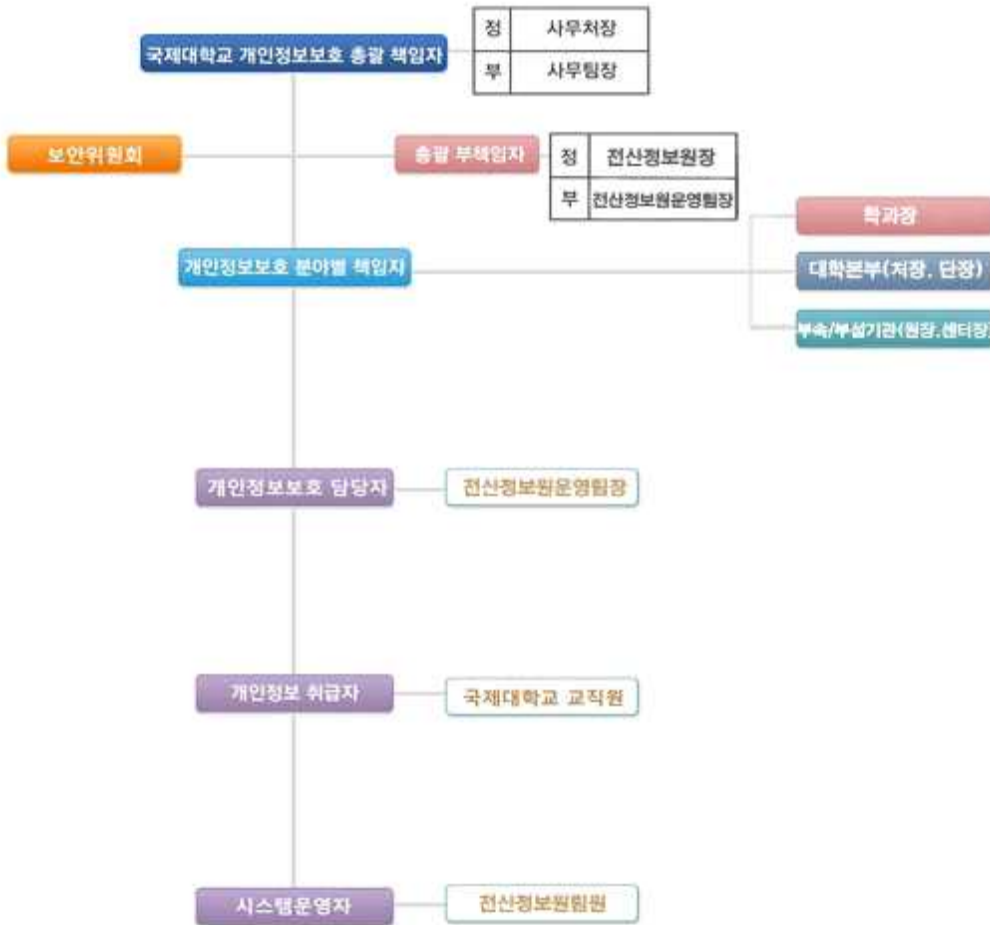 국제대학교 개인정보보호 총괄 책임자
정 사무처장
부 사무팀장
보안위원회
총괄 부책임자
정 전산정보원장
부 전산정보원운영팀장
개인정보보호 분야별 책임자
학과장
대학본부(처장, 단장)
부속/부설기관(원장,센터장)
개인정보보호 담당자
전산정보원운영팀장
개인정보 취급자
국제대학교 교직원
시스템운영자
전산정보원팀원